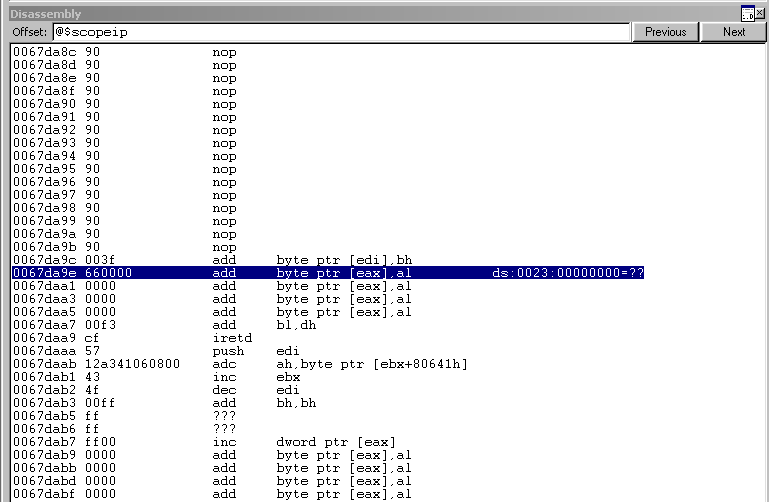 Disassembly
Offset: @$scopeip Previous Next
0067da8c 90 nop
0067da8d 90 nop
0067da8e 90 nop
0067da8f 90 nop
0067da90 90 nop
0067da91 90 nop
0067da92 90 nop
0067da93 90 nop
0067da94 90 nop
0067da95 90 nop
0067da96 90 nop
0067da97 90 nop
0067da98 90 nop
0067da99 90 nop
0067da9a 90 nop
0067da9b 90 nop
0067da9c 003f add byte ptr [edi],bh
0067da9e 660000 add byte ptr [eax],al ds:0023:00000000=??
0067daa1 0000 add byte ptr [eax],al
0067daa3 0000 add byte ptr [eax],al
0067daa5 0000 add byte ptr [eax],al
0067daa7 00f3 add bl,dh
0067daa9 cf iretd
0067daaa 57 push edi
0067daab 12a341060800 adc ah,byte ptr [ebx+80641h]
0067dab1 43 inc ebx
0067dab2 4f dec edi
0067dab3 00ff add bh,bh
0067dab5 ff ???
0067dab6 ff ???
0067dab7 ff00 inc dword ptr [eax]
0067dab9 0000 add byte ptr [eax],al
0067dabb 0000 add byte ptr [eax],al
0067dabd 0000 add byte ptr [eax],al
0067dabf 0000 add byte ptr [eax],al